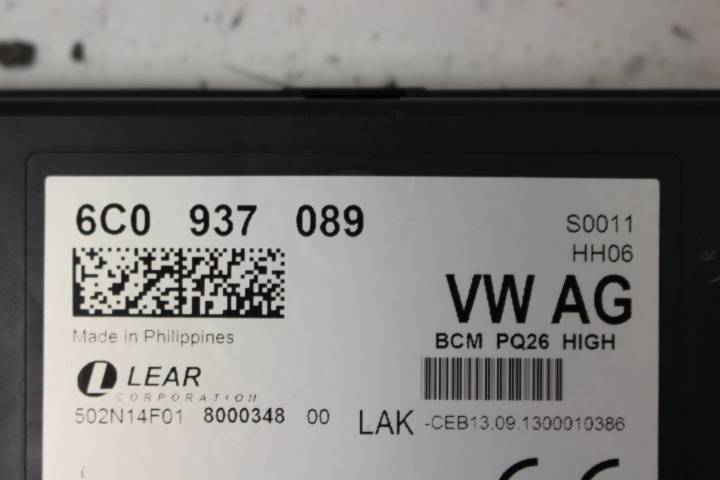 6C0 937 089
S0011
HH06
VW AG
Made in Philippines
BCM PQ26 HIGH
LEAR
CORPORATION
502N14F01 8000348 00
LAK -CEB13.09.1300010386
CE